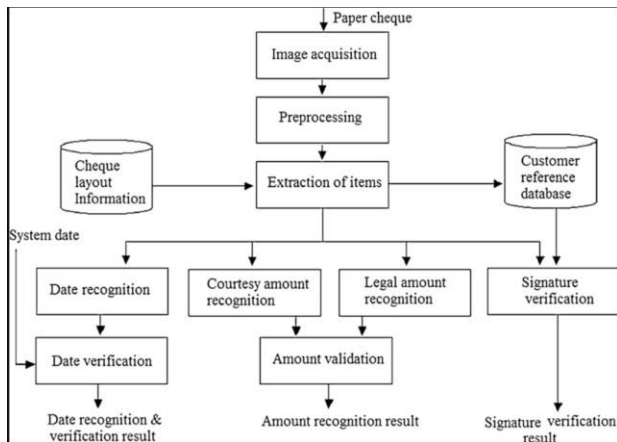 Paper cheque
Image acquisition
Preprocessing
Cheque
layout
Information
Extraction of items
Customer
reference
database
System date
Date recognition
Courtesy amount
recognition
Legal amount
recognition
Signature
verification
Date verification
Amount validation
Date recognition &
verification result
Amount recognition result
Signature verification
result